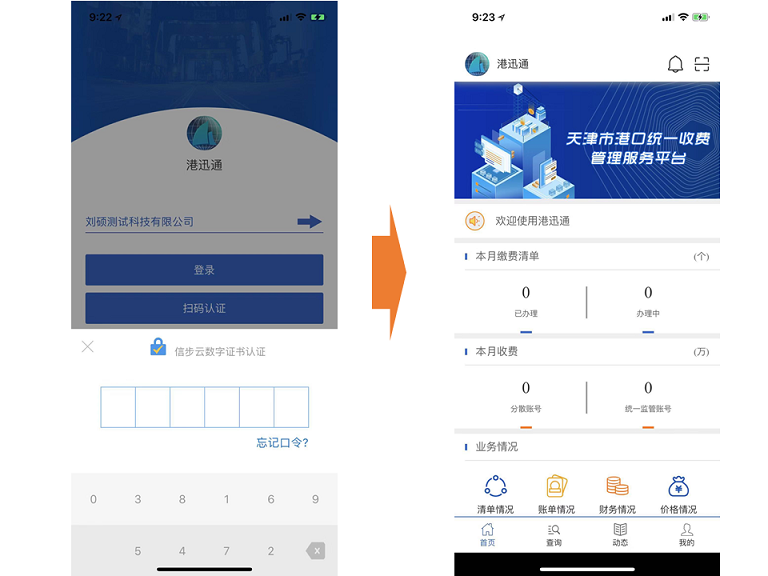 9:22
港迅通
刘硕测试科技有限公司
登录
扫码认证
信步云数字证书认证
忘记口令?
0 3 8 1 6 9
5 4 7 2
9:23
港迅通
天津市港口统一收费
管理服务平台
欢迎使用港迅通
本月缴费清单 (个)
0 0
已办理 办理中
本月收费 (万)
0 0
分散账号 统一监管账号
业务情况
清单情况 账单情况 财务情况 价格情况
首页 查询 动态 我的